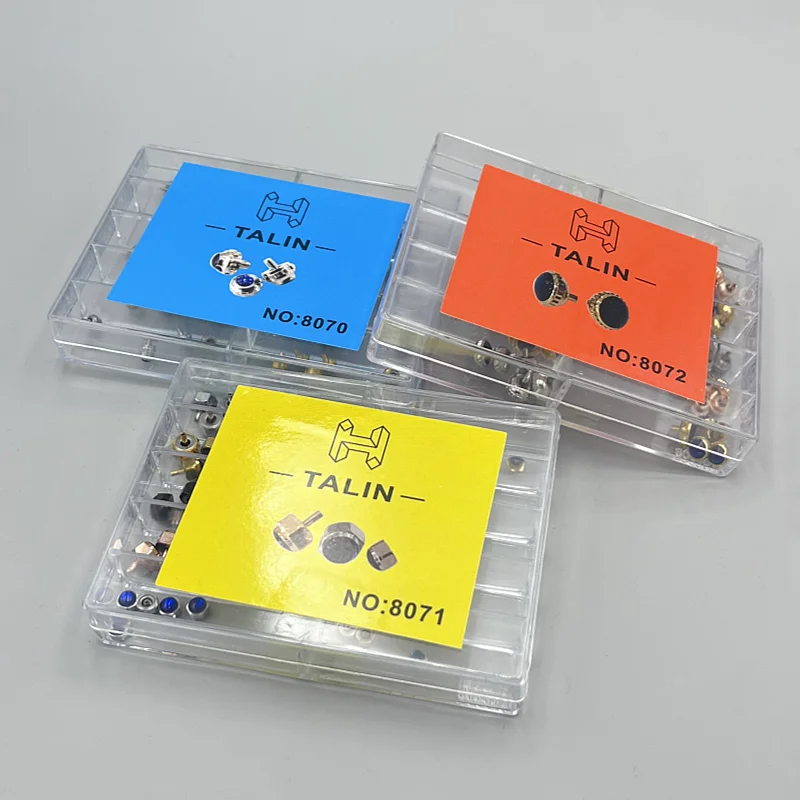 — TALIN —
NO:8070
— TALIN —
NO:8072
— TALIN —
NO:8071